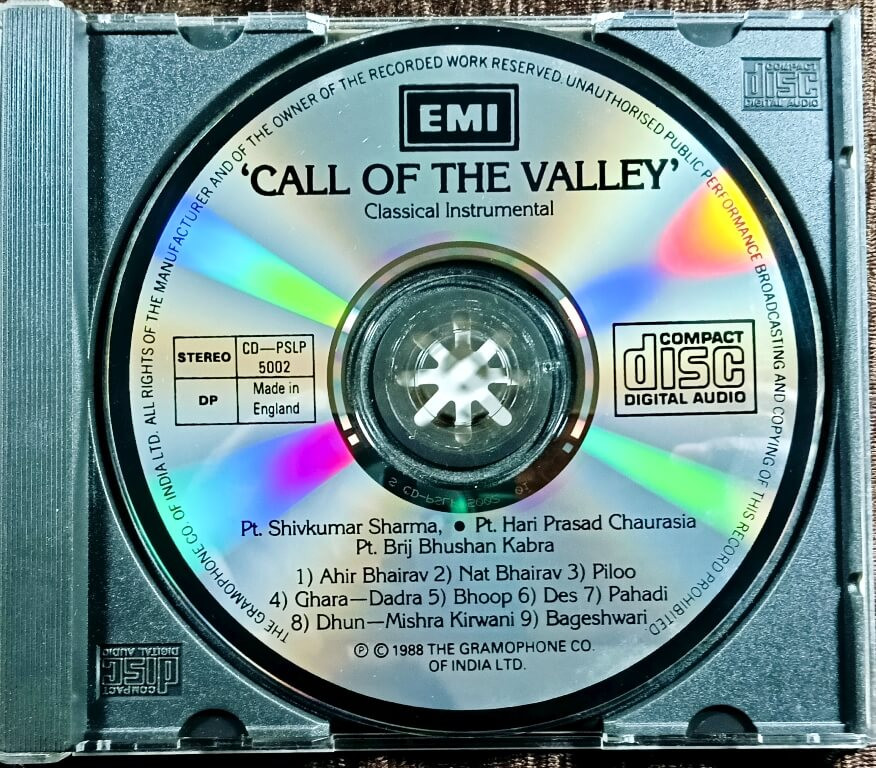 THE GRAMOPHONE CO. OF INDIA LTD. ALL RIGHTS OF THE MANUFACTURER AND OF THE OWNER OF THE RECORDED WORK RESERVED. UNAUTHORISED PUBLIC PERFORMANCE BROADCASTING AND COPYING OF THIS RECORD PROHIBITED
EMI
'CALL OF THE VALLEY'
Classical Instrumental
STEREO
CD—PSLP
5002
DP
Made in
England
COMPACT
disc
DIGITAL AUDIO
Pt. Shivkumar Sharma, • Pt. Hari Prasad Chaurasia
Pt. Brij Bhushan Kabra
1) Ahir Bhairav 2) Nat Bhairav 3) Piloo
4) Ghara—Dadra 5) Bhoop 6) Des 7) Pahadi
8) Dhun—Mishra Kirwani 9) Bageshwari
℗ © 1988 THE GRAMOPHONE CO.
OF INDIA LTD.
COMPACT
disc
DIGITAL AUDIO
COMPACT
disc
DIGITAL AUDIO